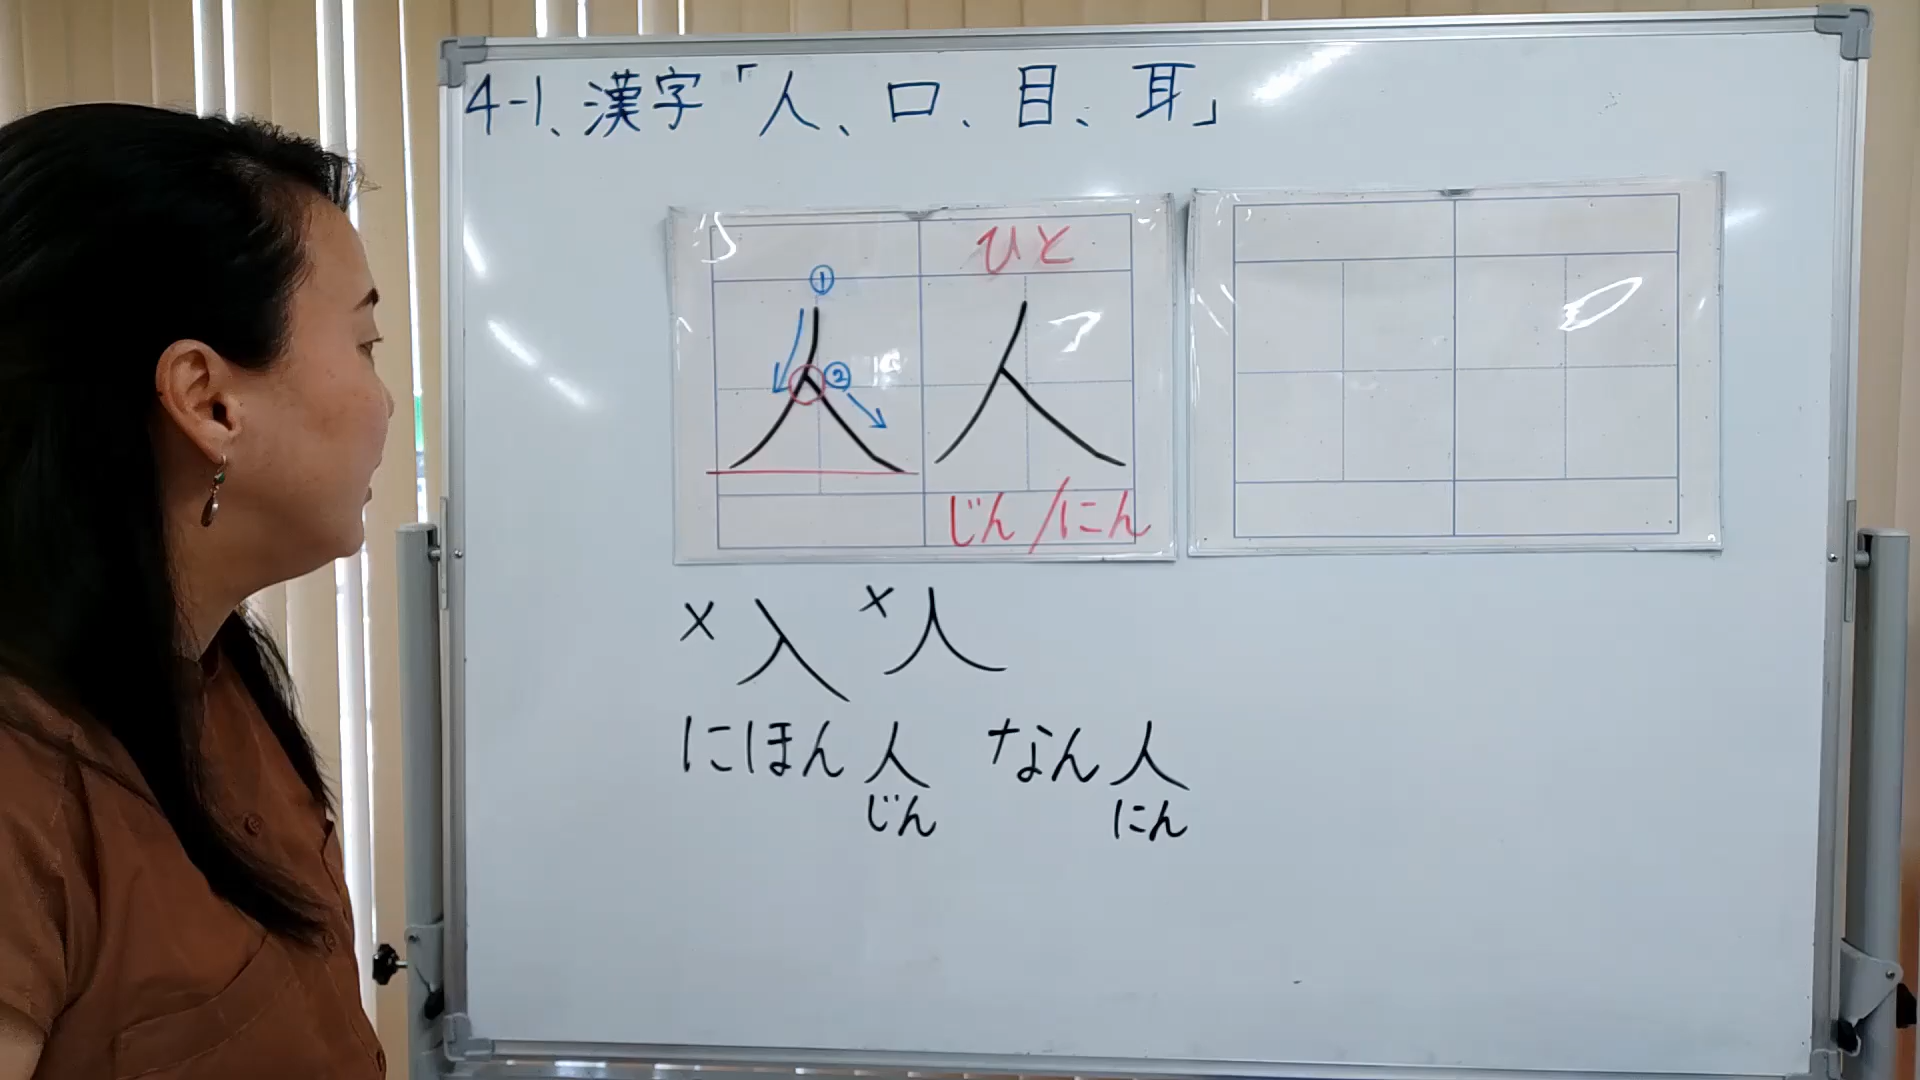 4-1、漢字「人、口、目、耳」
① ひと
② 人 人
じん/にん
× 入 × 人
にほん人 なん人
じん にん